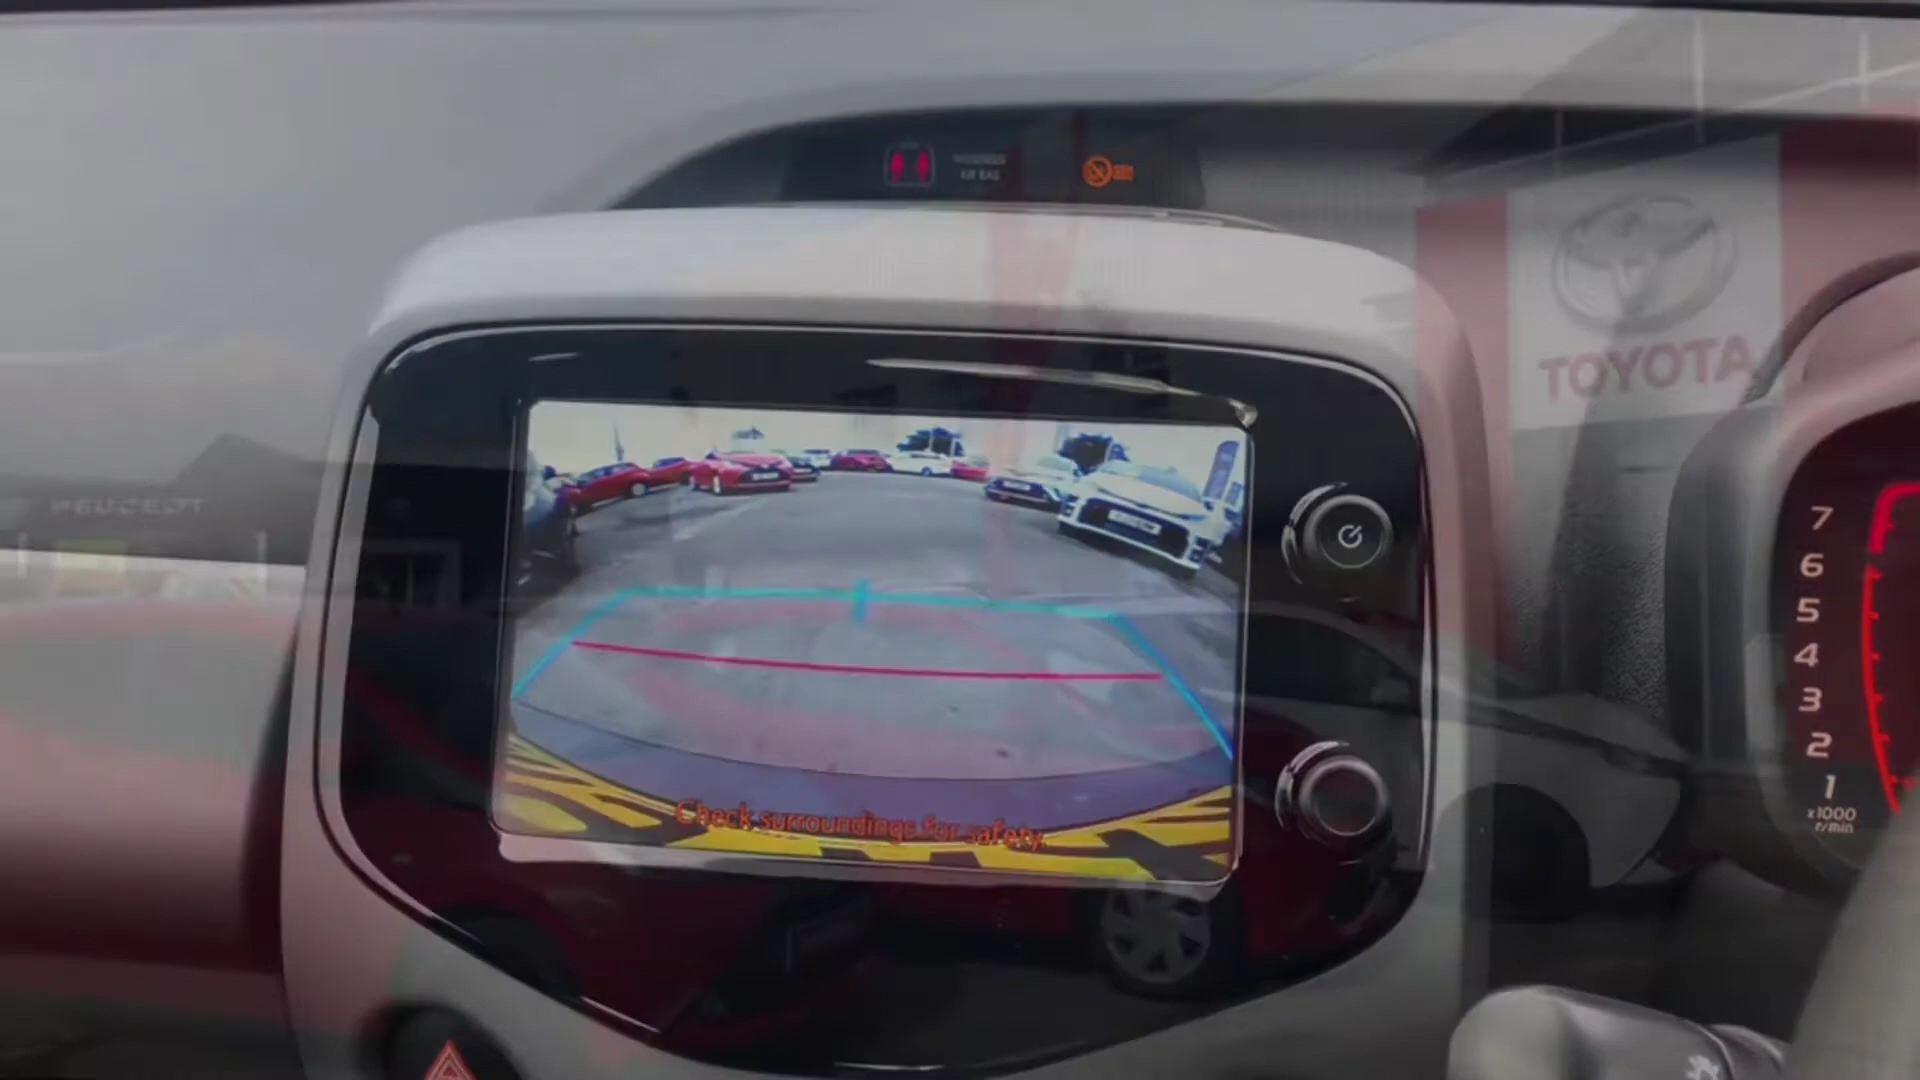 PASSENGER
AIR BAG
TOYOTA
PEUGEOT
7
6
5
4
3
2
1
x1000
r/min
Check surroundings for safety.